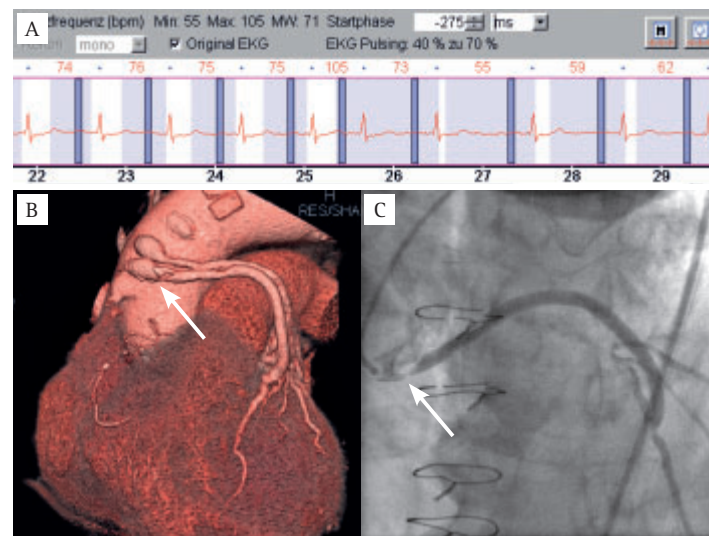 A
frequenz (bpm) Min: 55 Max: 105 MW: 71 Startphase -275 ms
mono Original EKG EKG Pulsing: 40 % zu 70 %
74 76 75 75 105 73 55 59 62
22 23 24 25 26 27 28 29
B
H
RES/SHA
C